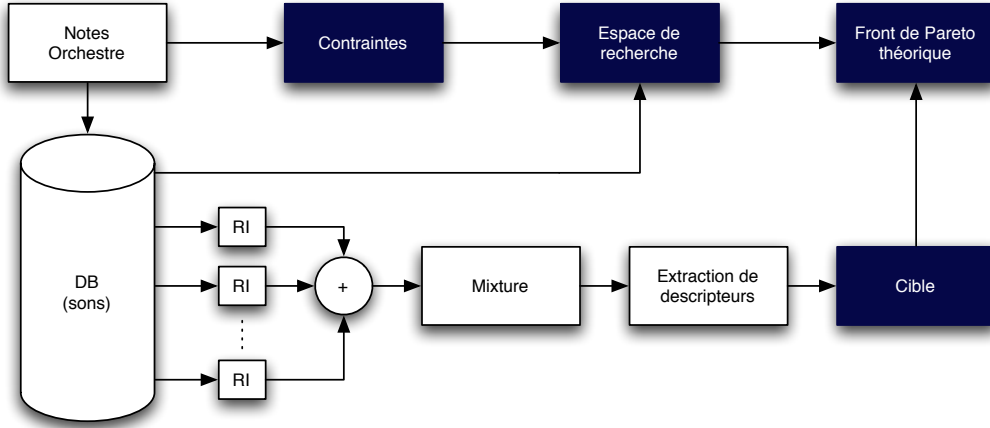 Notes
Orchestre
Contraintes
Espace de
recherche
Front de Pareto
théorique
DB
(sons)
RI
RI
RI
+
Mixture
Extraction de
descripteurs
Cible